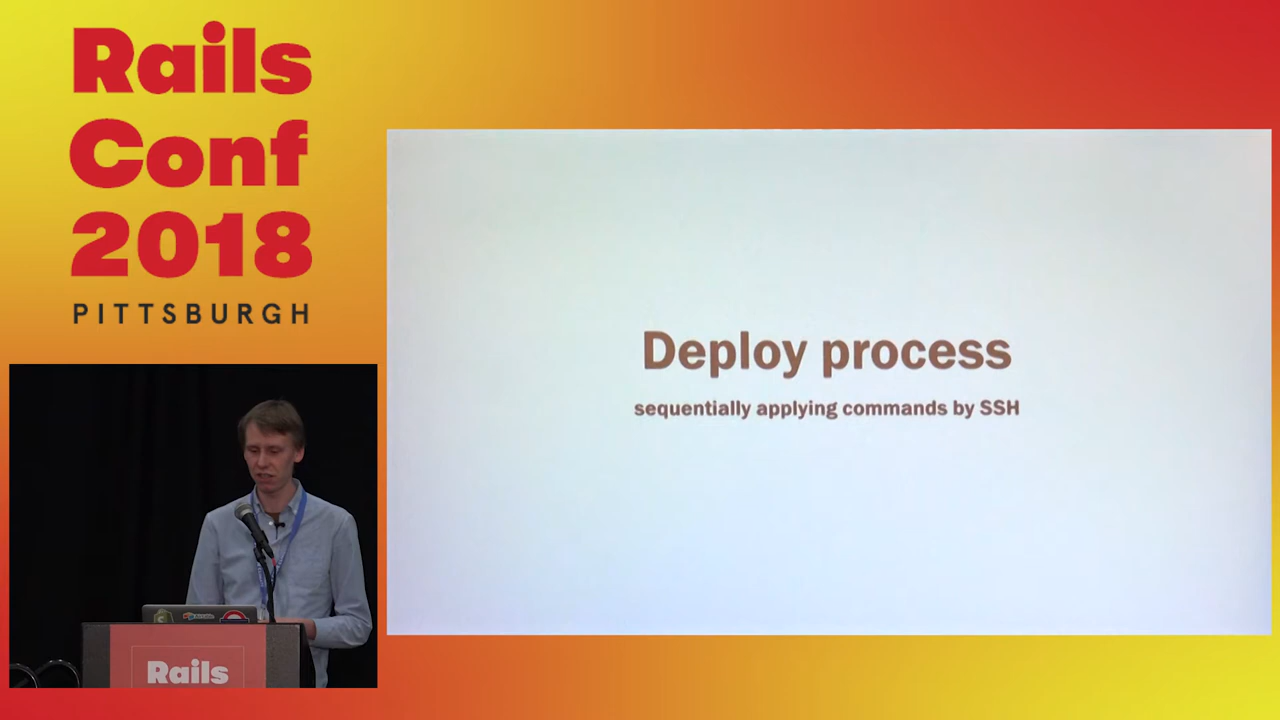 Rails
Conf
2018
PITTSBURGH
Deploy process
sequentially applying commands by SSH
Rails